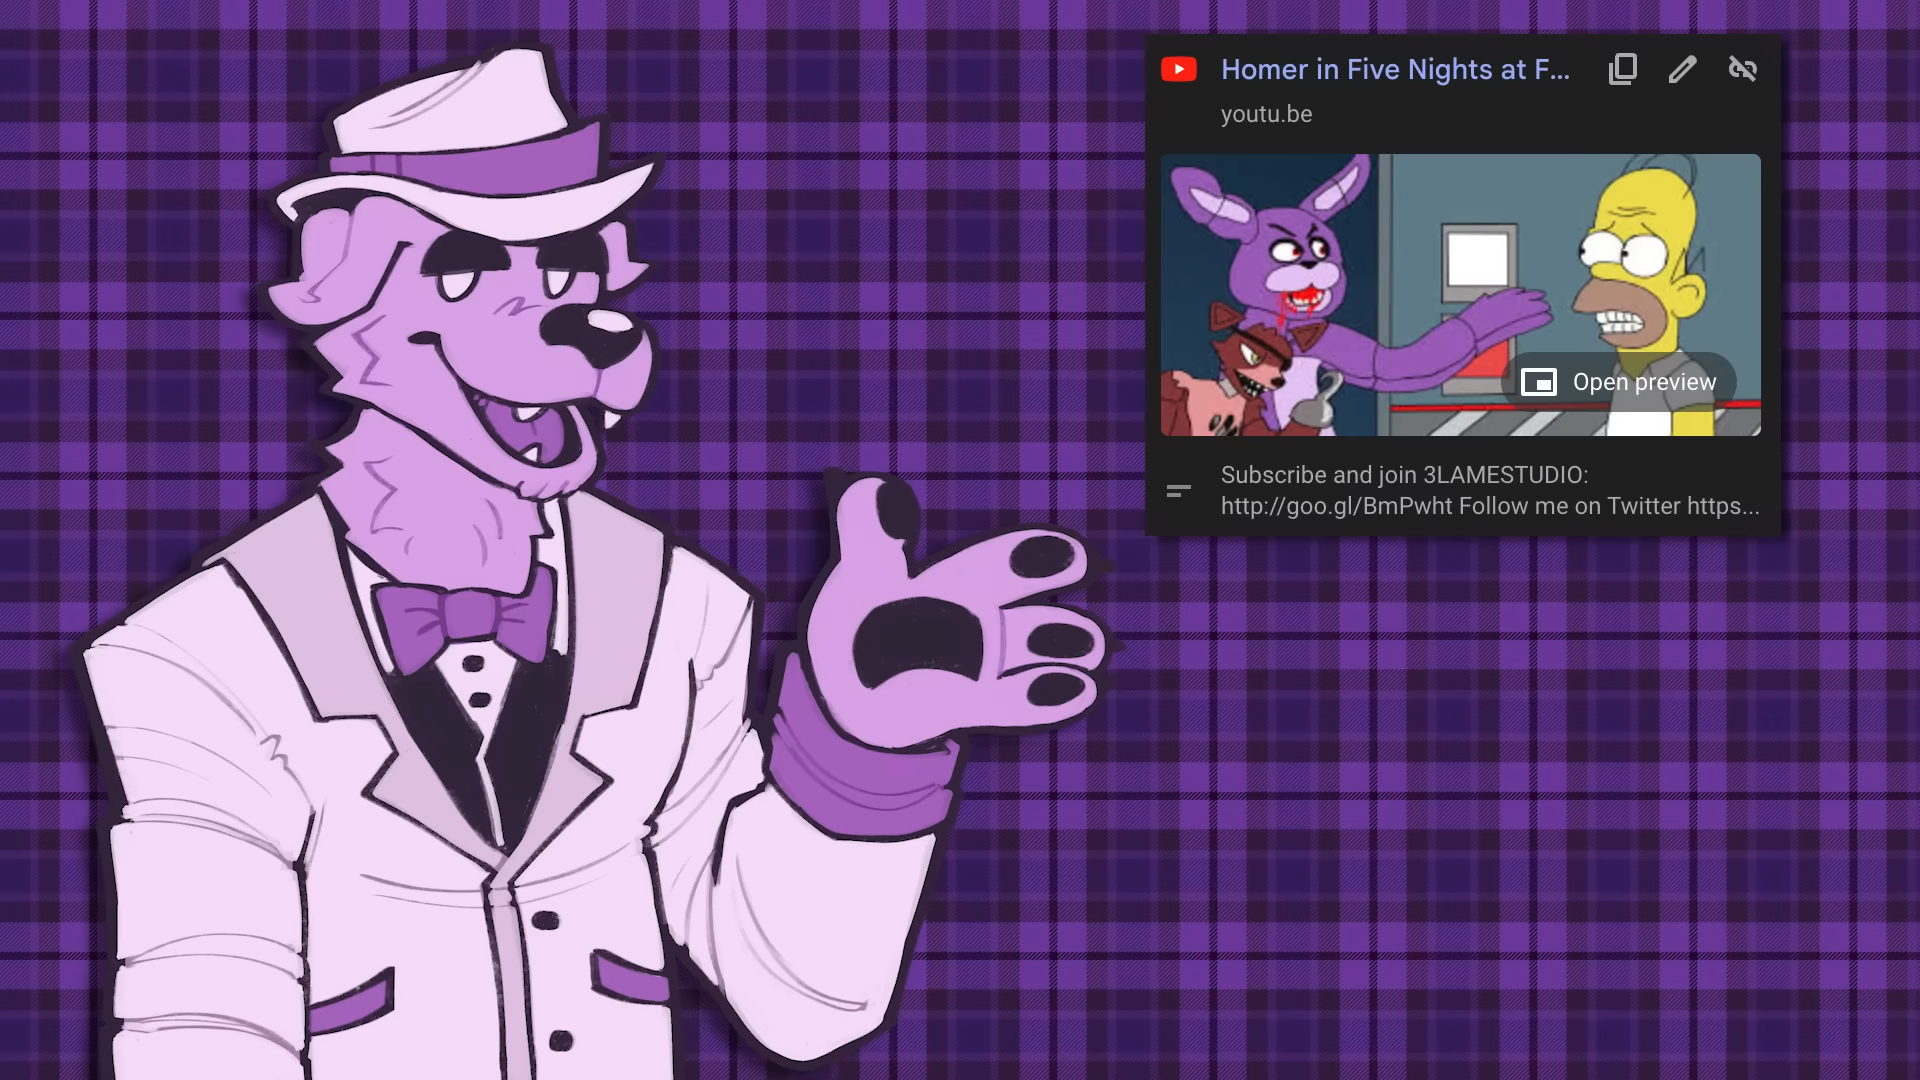 Homer in Five Nights at F...
youtu.be
Open preview
Subscribe and join 3LAMESTUDIO:
http://goo.gl/BmPwht Follow me on Twitter https...